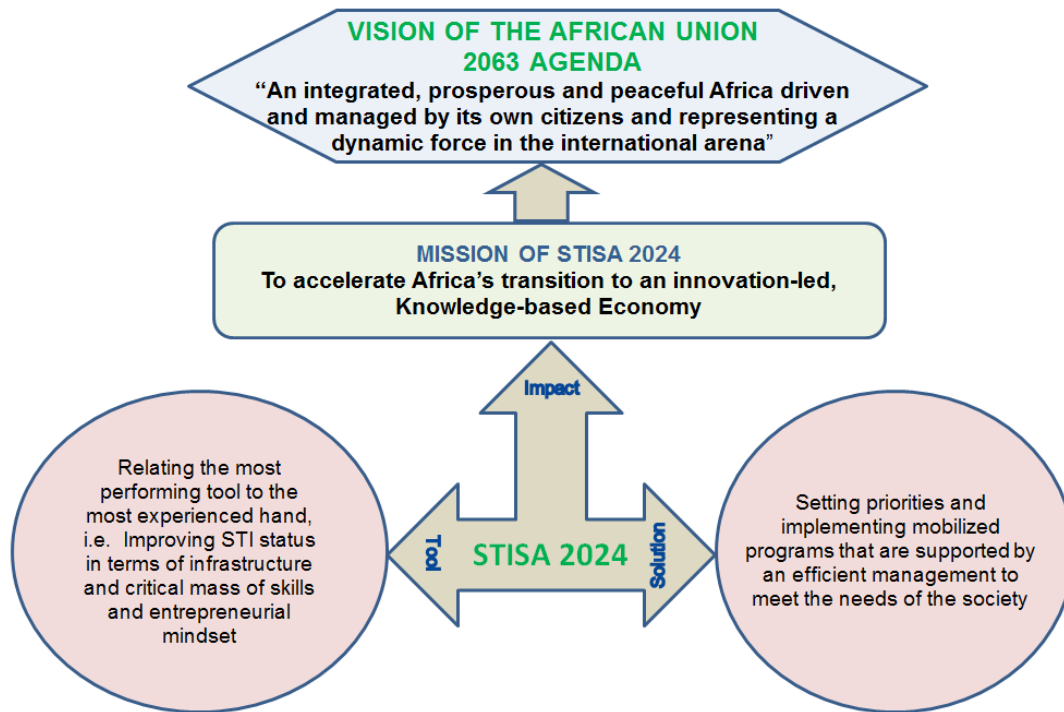 VISION OF THE AFRICAN UNION
2063 AGENDA
“An integrated, prosperous and peaceful Africa driven
and managed by its own citizens and representing a
dynamic force in the international arena”
MISSION OF STISA 2024
To accelerate Africa’s transition to an innovation-led,
Knowledge-based Economy
Impact
Relating the most
performing tool to the
most experienced hand,
i.e. Improving STI status
in terms of infrastructure
and critical mass of skills
and entrepreneurial
mindset
Tool
STISA 2024
Solution
Setting priorities and
implementing mobilized
programs that are supported by
an efficient management to
meet the needs of the society